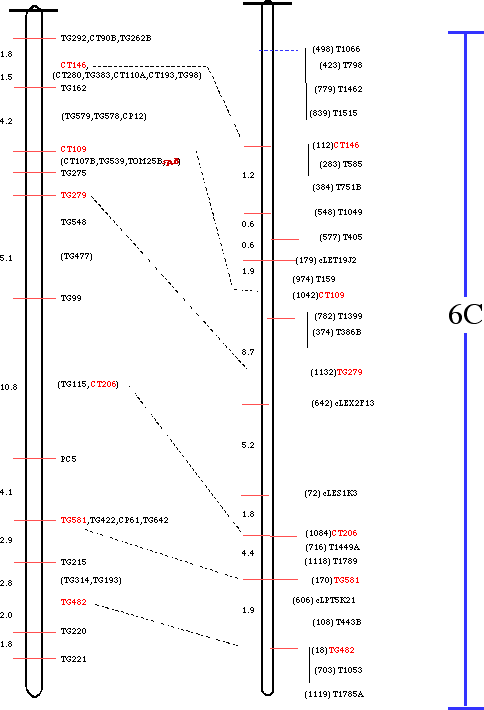 TG292,CT90B,TG262B
1.8
CT146,
(CT280,TG383,CT110A,CT193,TG98)
1.5
TG162
4.2
(TG579,TG578,CP12)
CT109
(CT107B,TG539,TOM25B,
TG275
TG279
TG548
5.1
(TG477)
TG99
10.8
(TG115,CT206)
PC5
4.1
TG581,TG422,CP61,TG642
2.9
TG215
2.8
(TG314,TG193)
TG482
2.0
TG220
1.8
TG221
(498) T1066
(423) T798
(779) T1462
(839) T1515
(112)CT146
(283) T585
1.2
(384) T751B
(548) T1049
0.6
(577) T405
0.6
(179) cLET19J2
1.9
(974) T159
(1042)CT109
(782) T1399
(374) T386B
8.7
(1132)TG279
(642) cLEX2F13
5.2
(72) cLES1K3
1.8
(1084)CT206
(716) T1449A
4.4
(1118) T1789
(170) TG581
(606) cLPT5K21
1.9
(108) T443B
(18)TG482
(703) T1053
(1119) T1785A
6C